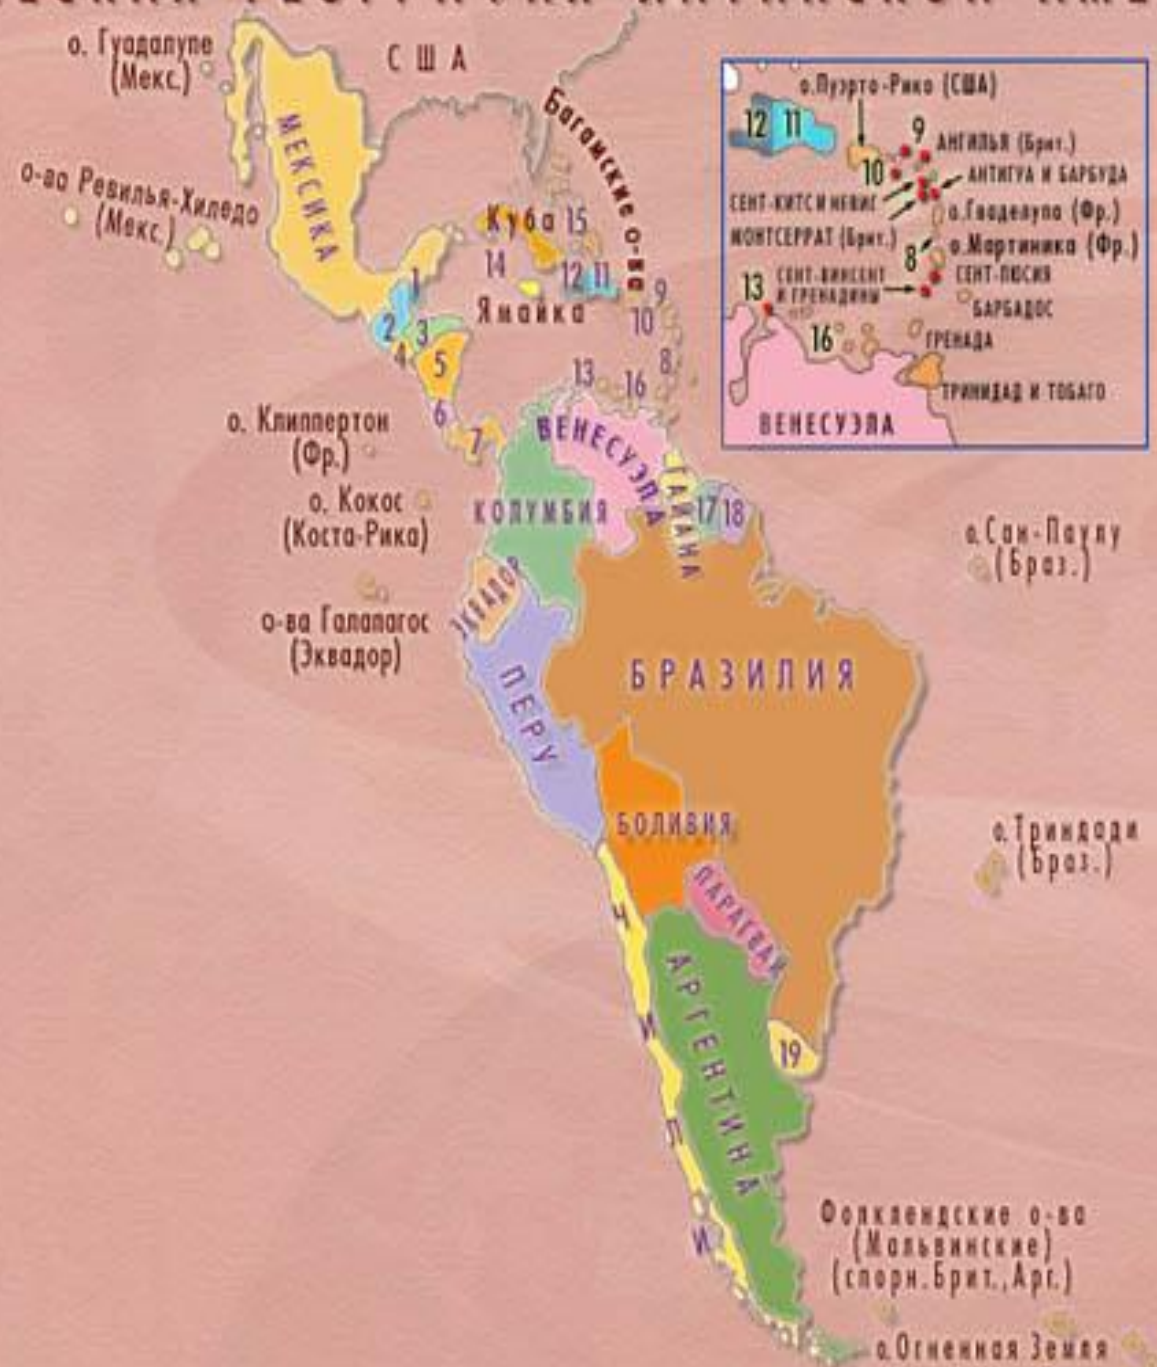 о. Гуадалупе
(Мекс.)
США
МЕКСИКА
о-ва Ревилья-Хиледо
(Мекс.)
Багамские о-ва
Куба
15
14
12
11
Ямайка
1
2
3
4
5
6
7
9
10
8
13
16
о. Клиппертон
(Фр.)
о. Кокос
(Коста-Рика)
о-ва Галапагос
(Эквадор)
ВЕНЕСУЭЛА
КОЛУМБИЯ
ГАЙАНА
17
18
ЭКВАДОР
ПЕРУ
БРАЗИЛИЯ
БОЛИВИЯ
ПАРАГВАЙ
ЧИЛИ
АРГЕНТИНА
19
о.Сан-Паулу
(Браз.)
о.Триндади
(Браз.)
Фолклендские о-ва
(Мальвинские)
(спорн.Брит.,Арг.)
о.Огненная Земля
о.Пуэрто-Рико (США)
12
11
9
АНГИЛЬЯ (Брит.)
10
АНТИГУА И БАРБУДА
СЕНТ-КИТС И НЕВИС
о.Гваделупа (Фр.)
МОНТСЕРРАТ (Брит.)
8
о.Мартиника (Фр.)
13
СЕНТ-ВИНСЕНТ
И ГРЕНАДИНЫ
СЕНТ-ЛЮСИЯ
БАРБАДОС
16
ГРЕНАДА
ТРИНИДАД И ТОБАГО
ВЕНЕСУЭЛА